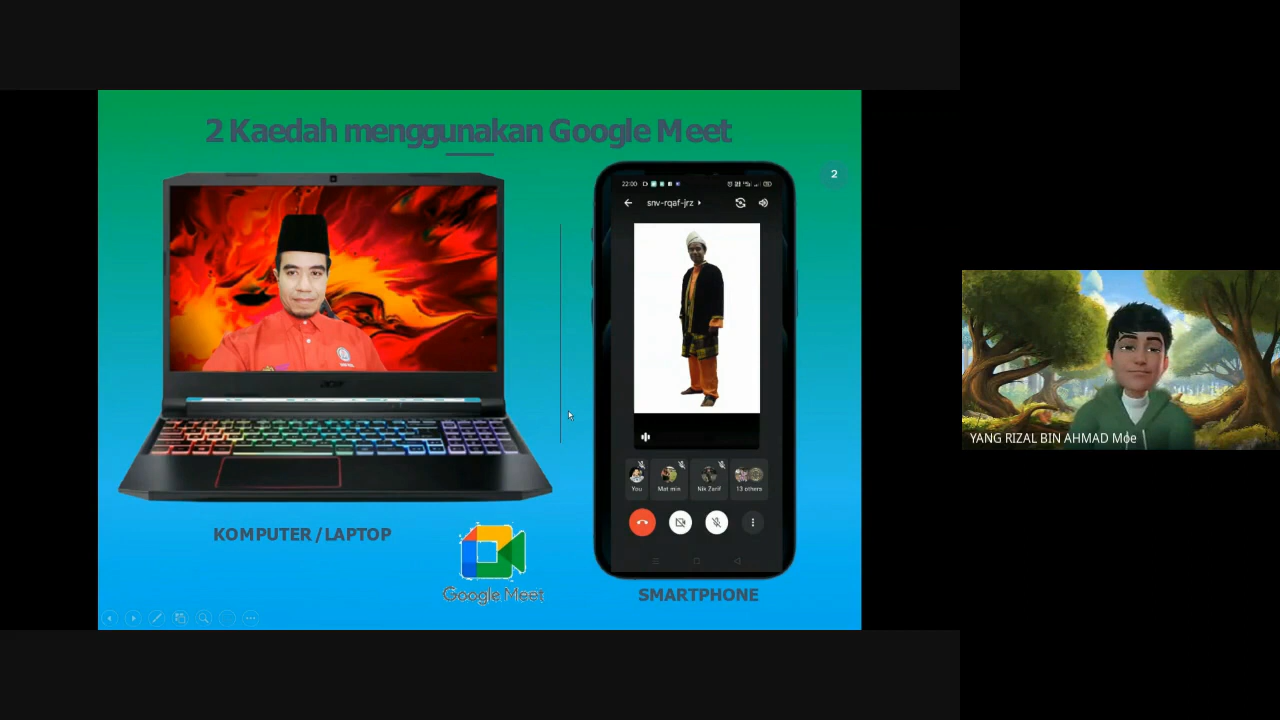 2 Kaedah menggunakan Google Meet
2
22:00
snv-rqaf-jrz
acer
You
Mat min
Nik Zarif
13 others
KOMPUTER / LAPTOP
Google Meet
SMARTPHONE
YANG RIZAL BIN AHMAD Moe